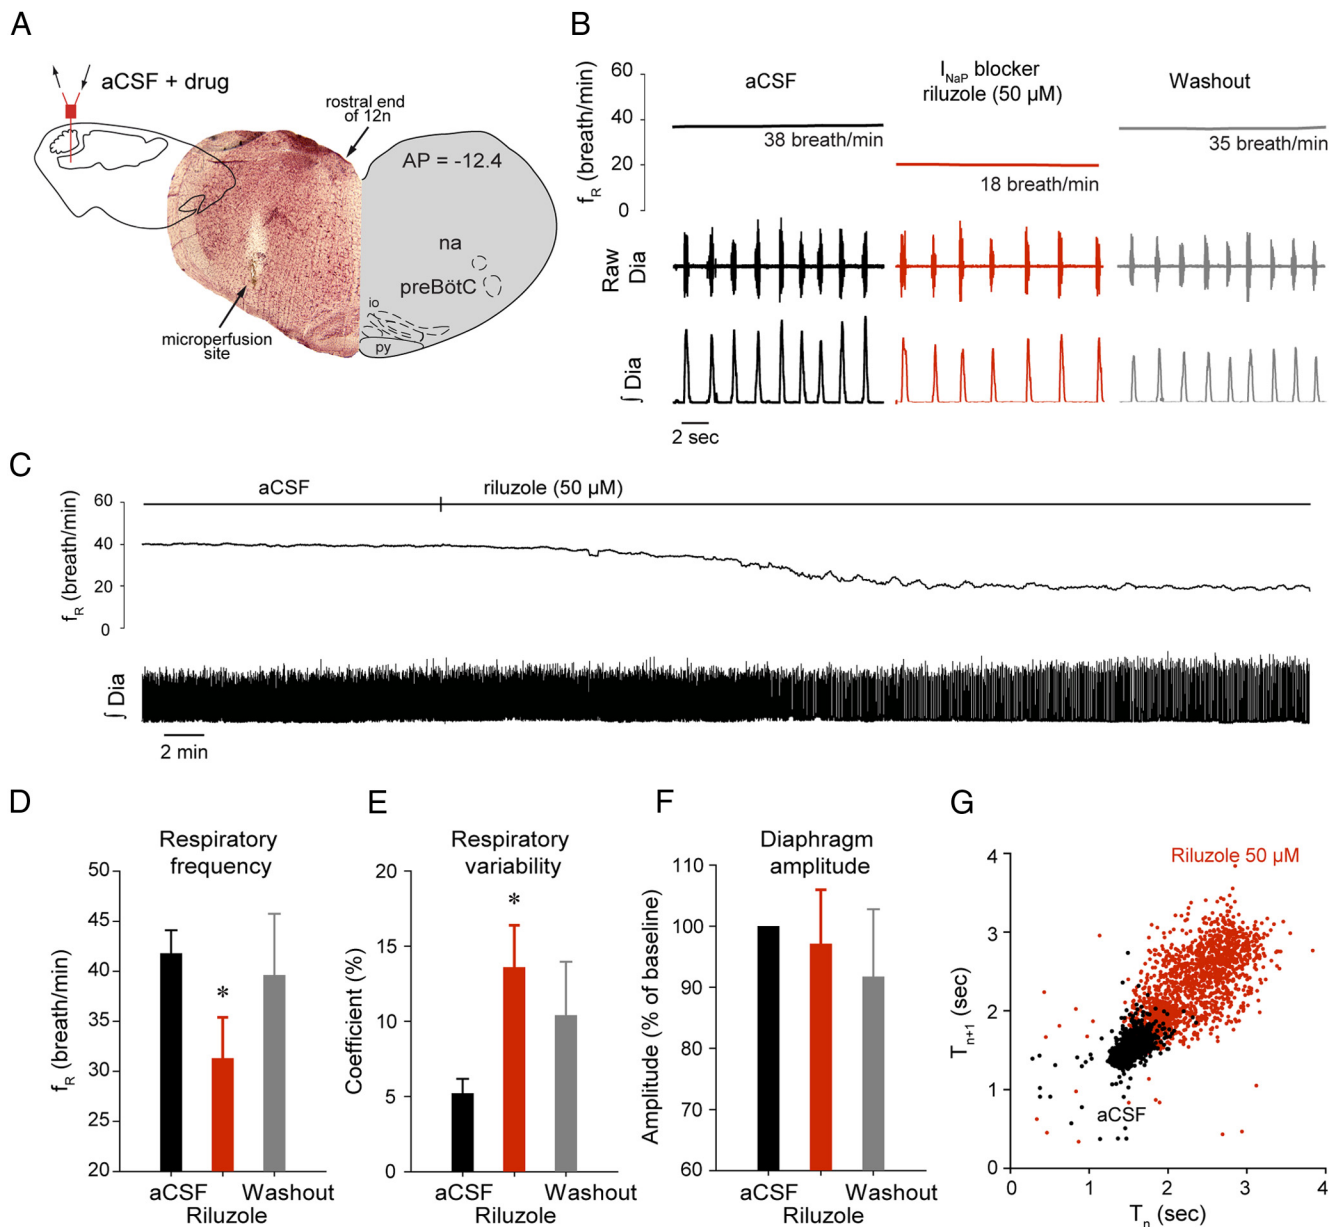 A
aCSF + drug
rostral end
of 12n
AP = -12.4
na
preBötC
io
py
microperfusion
site
B
f_R (breath/min)
60
40
20
0
aCSF
I_NaP blocker
riluzole (50 µM)
Washout
38 breath/min
18 breath/min
35 breath/min
Raw
Dia
∫ Dia
2 sec
C
aCSF
riluzole (50 µM)
f_R (breath/min)
60
40
20
0
∫ Dia
2 min
D
Respiratory
frequency
f_R (breath/min)
50
45
40
35
30
25
20
*
aCSF
Washout
Riluzole
E
Respiratory
variability
Coefficient (%)
20
15
10
5
0
*
aCSF
Washout
Riluzole
F
Diaphragm
amplitude
Amplitude (% of baseline)
110
100
90
80
70
60
aCSF
Washout
Riluzole
G
Riluzole 50 µM
aCSF
T_n+1 (sec)
4
3
2
1
0
0 1 2 3 4
T_n (sec)